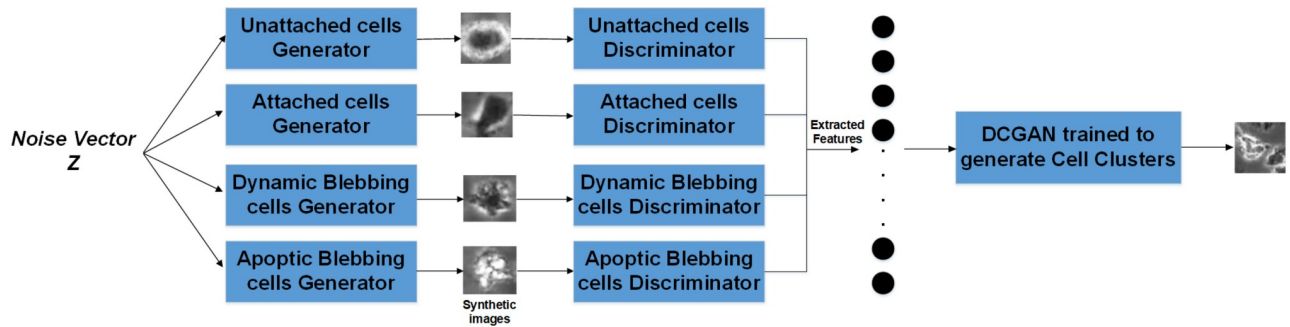 Noise Vector
Z
Unattached cells
Generator
Attached cells
Generator
Dynamic Blebbing
cells Generator
Apoptic Blebbing
cells Generator
Synthetic
images
Unattached cells
Discriminator
Attached cells
Discriminator
Dynamic Blebbing
cells Discriminator
Apoptic Blebbing
cells Discriminator
Extracted
Features
DCGAN trained to
generate Cell Clusters